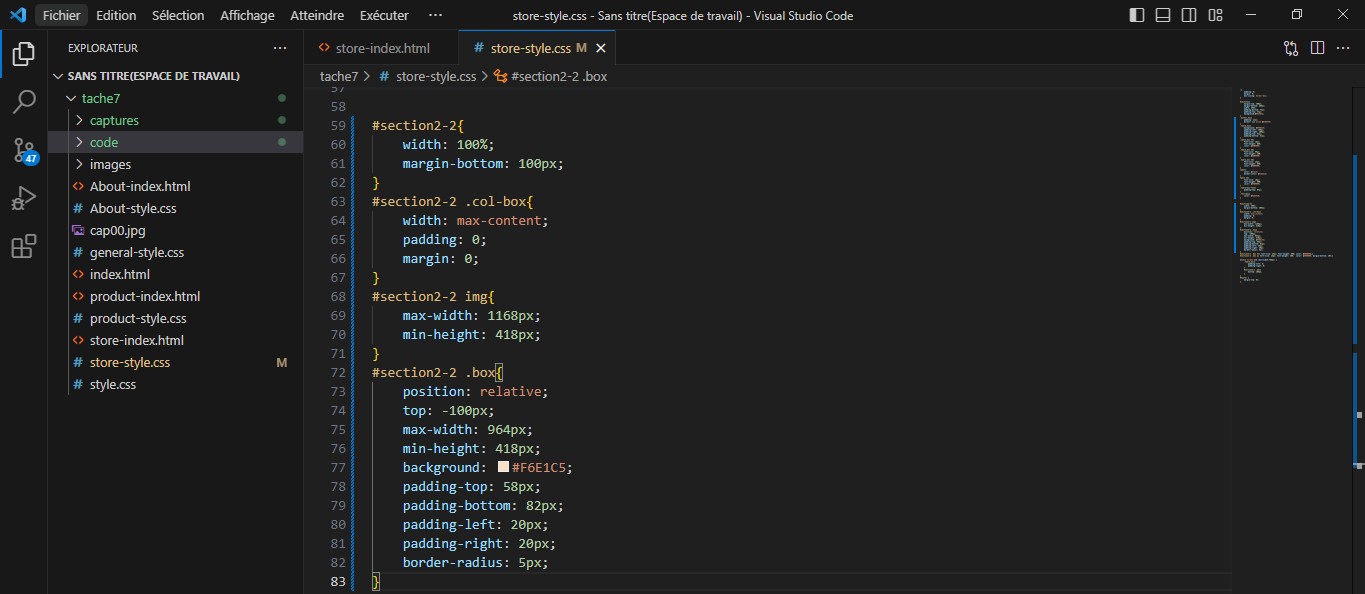 Fichier Edition Sélection Affichage Atteindre Exécuter ··· store-style.css - Sans titre(Espace de travail) - Visual Studio Code
EXPLORATEUR ···
SANS TITRE(ESPACE DE TRAVAIL)
tache7
captures
code
images
About-index.html
About-style.css
cap00.jpg
general-style.css
index.html
product-index.html
product-style.css
store-index.html
store-style.css M
style.css
47
store-index.html # store-style.css M
tache7 > # store-style.css > #section2-2 .box
57
58
59 #section2-2{
60 width: 100%;
61 margin-bottom: 100px;
62 }
63 #section2-2 .col-box{
64 width: max-content;
65 padding: 0;
66 margin: 0;
67 }
68 #section2-2 img{
69 max-width: 1168px;
70 min-height: 418px;
71 }
72 #section2-2 .box{
73 position: relative;
74 top: -100px;
75 max-width: 964px;
76 min-height: 418px;
77 background: #F6E1C5;
78 padding-top: 58px;
79 padding-bottom: 82px;
80 padding-left: 20px;
81 padding-right: 20px;
82 border-radius: 5px;
83 }